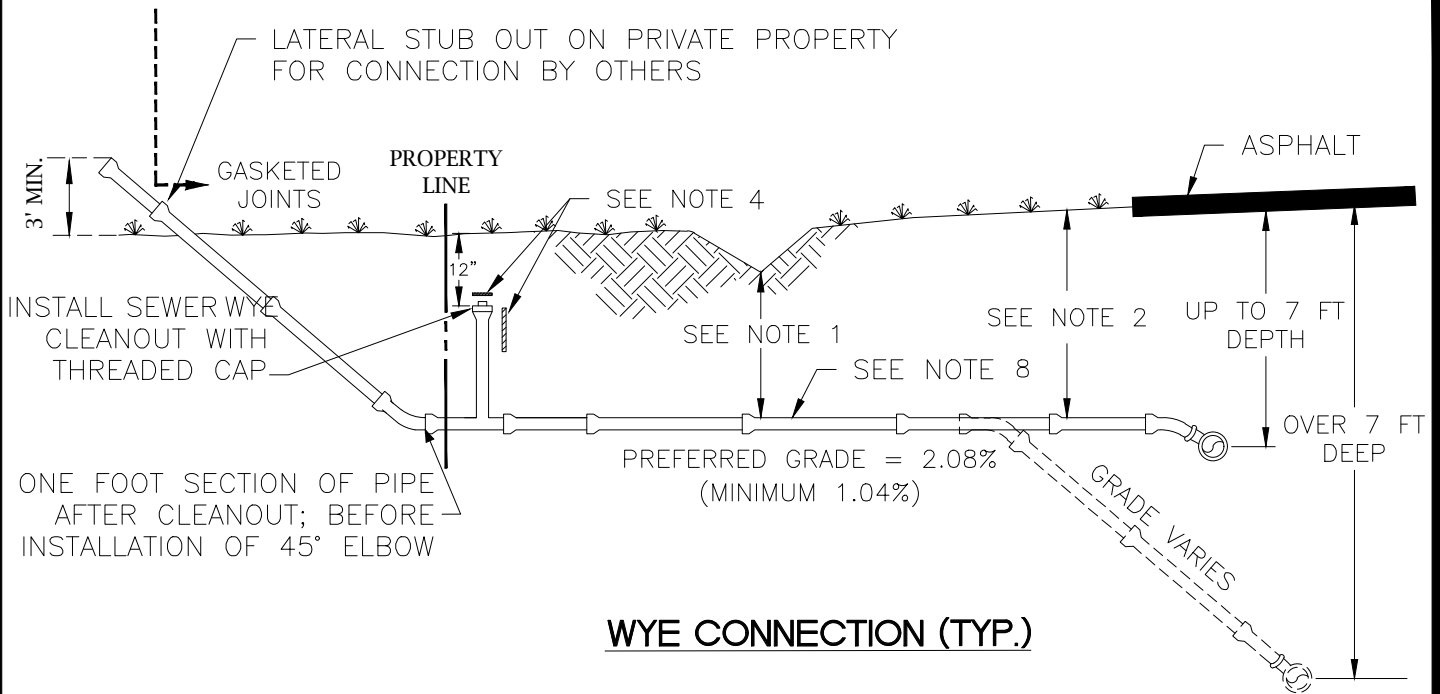 LATERAL STUB OUT ON PRIVATE PROPERTY
FOR CONNECTION BY OTHERS
ASPHALT
3' MIN.
GASKETED
JOINTS
PROPERTY
LINE
SEE NOTE 4
12"
INSTALL SEWER WYE
CLEANOUT WITH
THREADED CAP
SEE NOTE 1
SEE NOTE 2
UP TO 7 FT
DEPTH
SEE NOTE 8
OVER 7 FT
DEEP
PREFERRED GRADE = 2.08%
(MINIMUM 1.04%)
GRADE VARIES
ONE FOOT SECTION OF PIPE
AFTER CLEANOUT; BEFORE
INSTALLATION OF 45° ELBOW
WYE CONNECTION (TYP.)